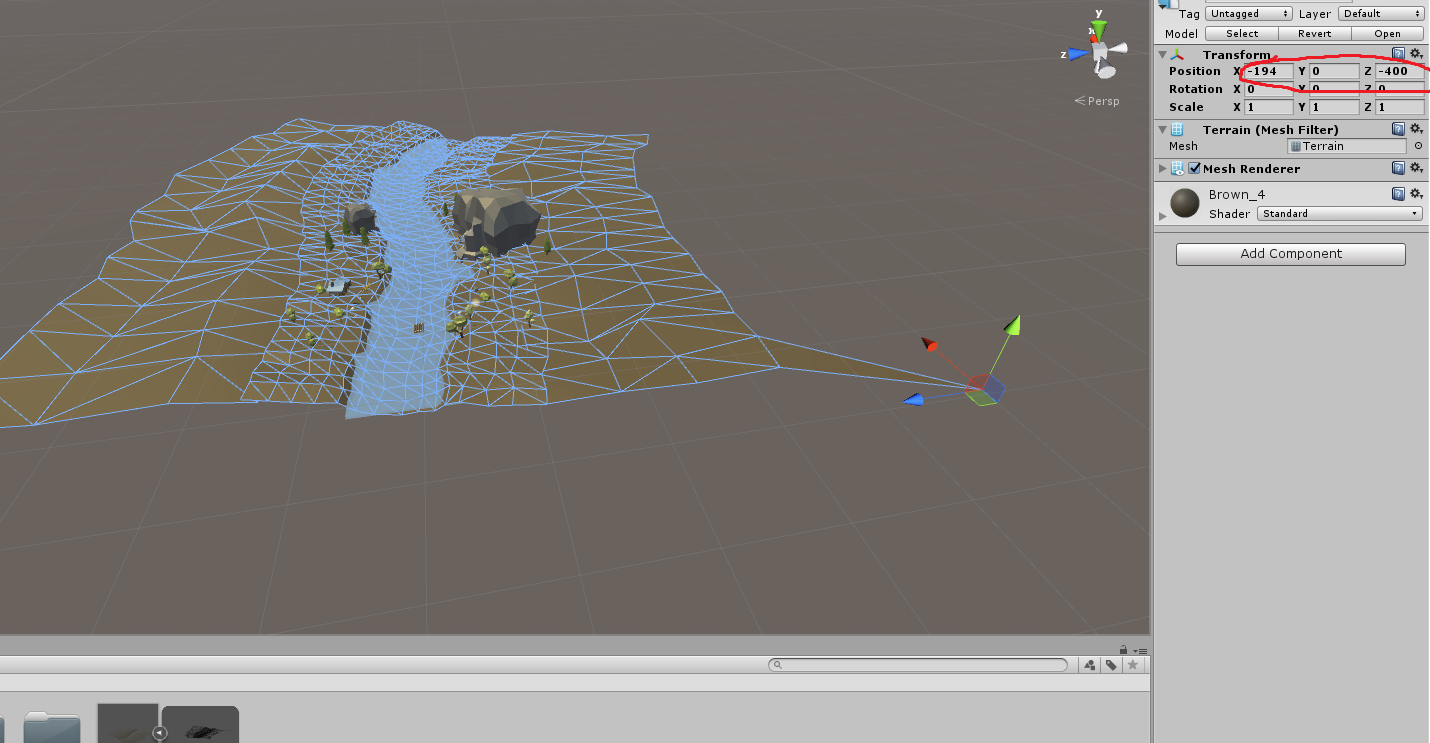 y
x
z
< Persp
Tag Untagged Layer Default
Model Select Revert Open
Transform
Position X -194 Y 0 Z -400
Rotation X 0 Y 0 Z 0
Scale X 1 Y 1 Z 1
Terrain (Mesh Filter)
Mesh Terrain
Mesh Renderer
Brown_4
Shader Standard
Add Component